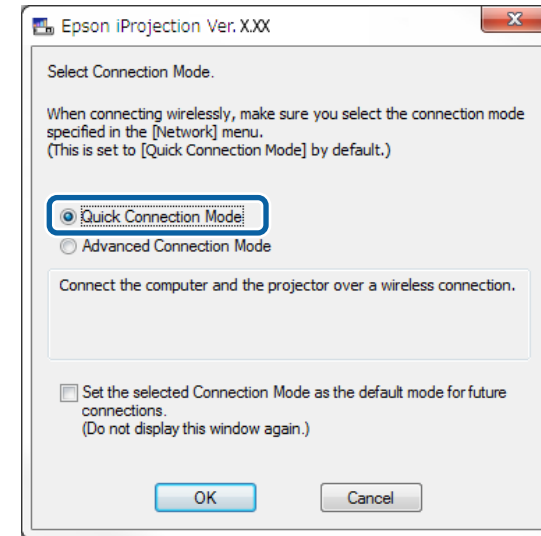 Epson iProjection Ver. X.XX
Select Connection Mode.
When connecting wirelessly, make sure you select the connection mode
specified in the [Network] menu.
(This is set to [Quick Connection Mode] by default.)
Quick Connection Mode
Advanced Connection Mode
Connect the computer and the projector over a wireless connection.
Set the selected Connection Mode as the default mode for future
connections.
(Do not display this window again.)
OK Cancel